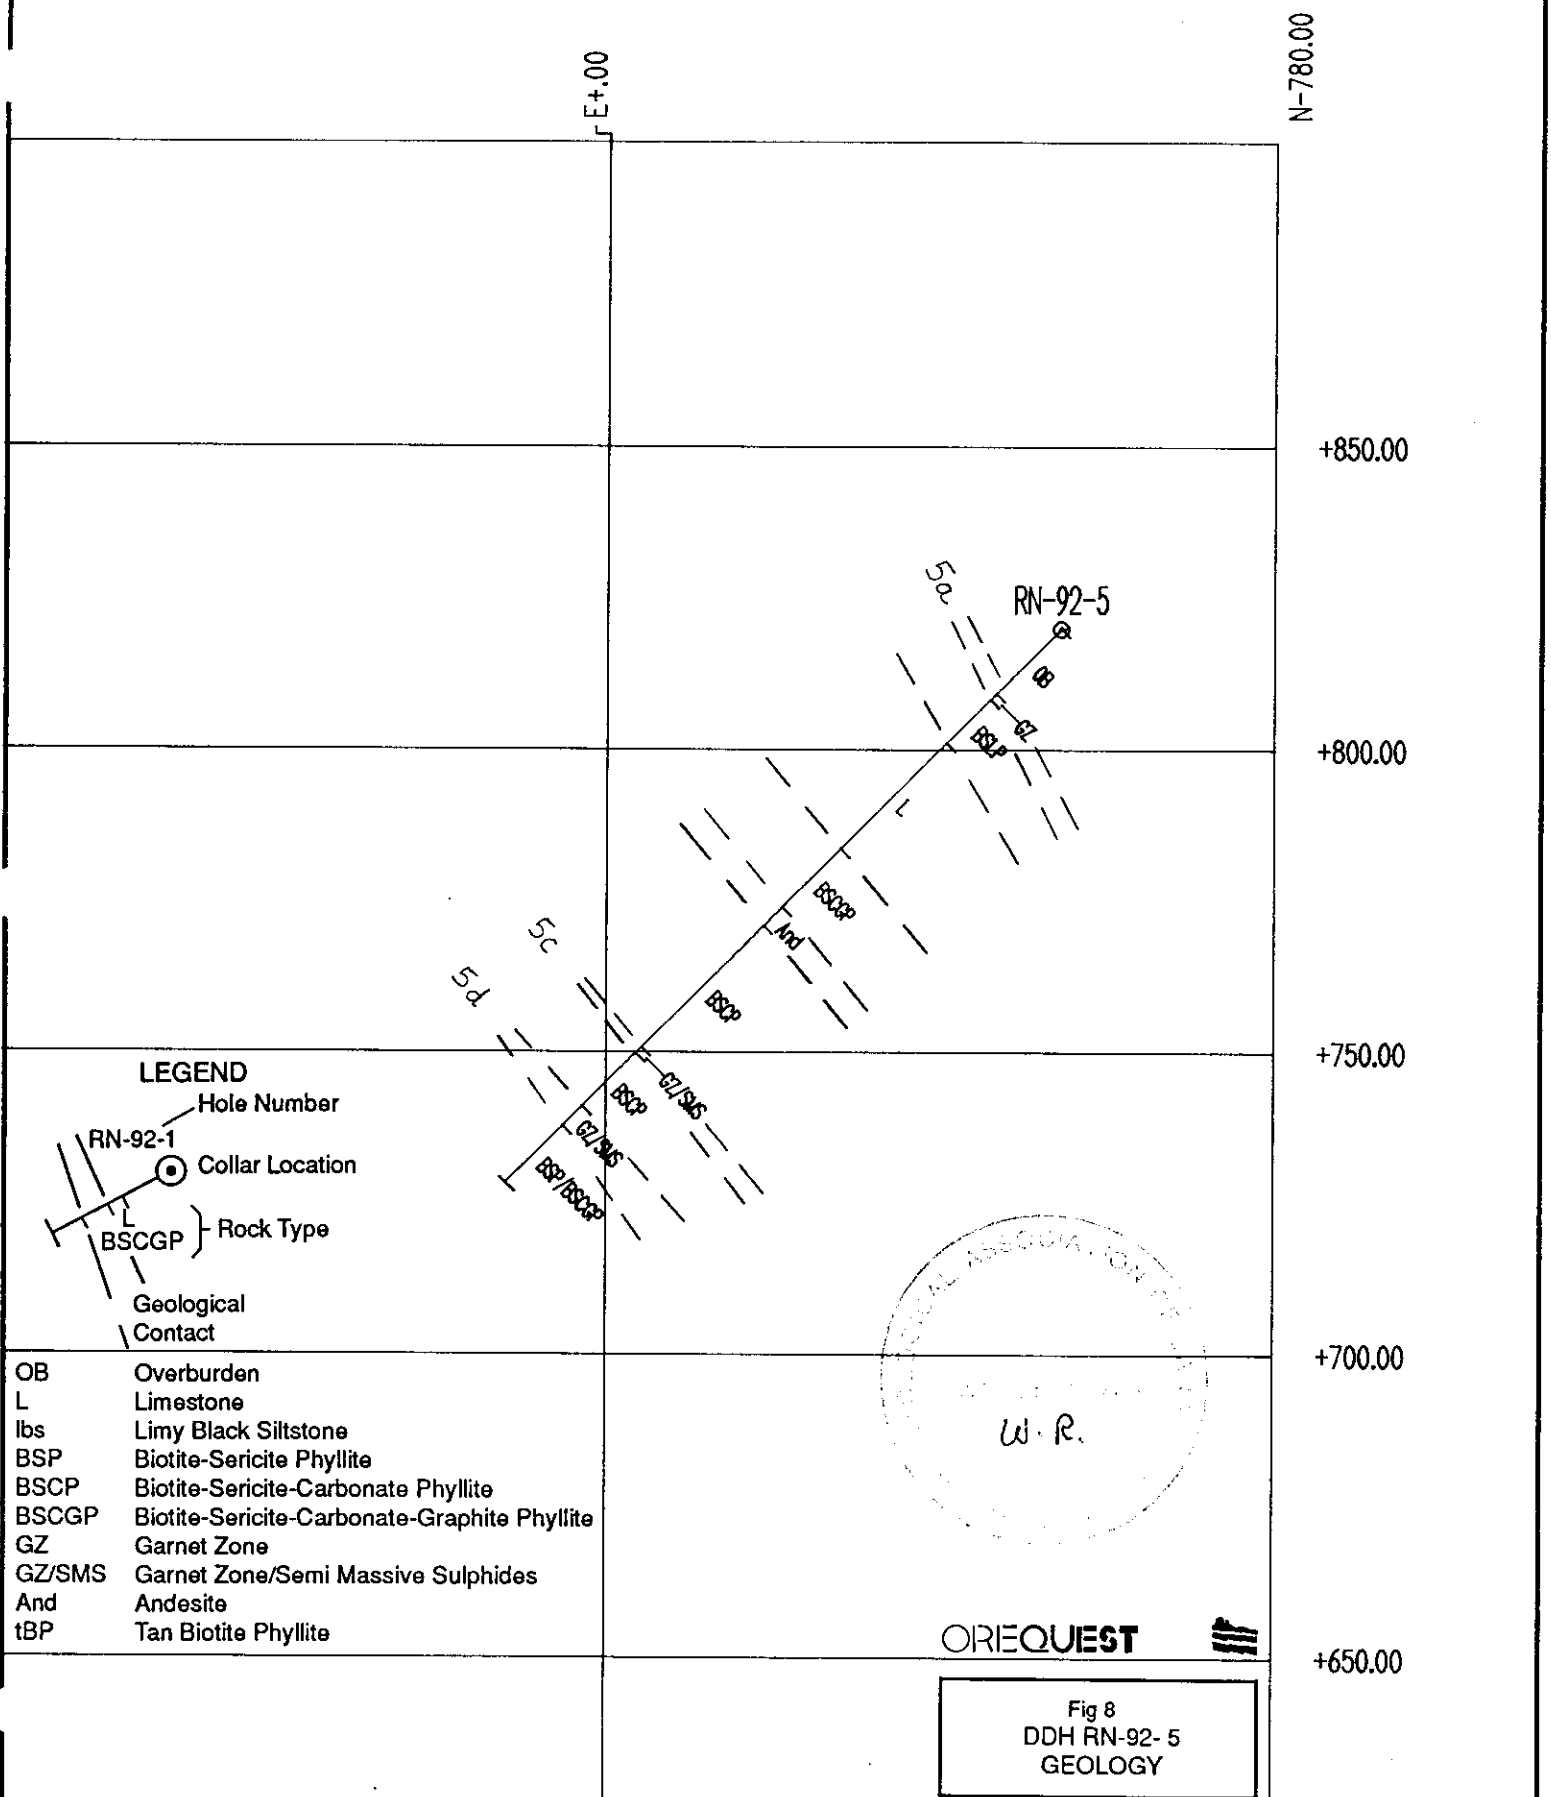 E+.00
N-780.00
+850.00
5a
RN-92-5
OB
GZ
BSLP
+800.00
L
BSCGP
And
5c
5d
BSCP
+750.00
GZ/SMS
BSCP
GZ/SMS
BSP/BSCGP
LEGEND
Hole Number
RN-92-1
Collar Location
L
BSCGP
Rock Type
Geological
Contact
+700.00
OB Overburden
L Limestone
lbs Limy Black Siltstone
BSP Biotite-Sericite Phyllite
BSCP Biotite-Sericite-Carbonate Phyllite
BSCGP Biotite-Sericite-Carbonate-Graphite Phyllite
GZ Garnet Zone
GZ/SMS Garnet Zone/Semi Massive Sulphides
And Andesite
tBP Tan Biotite Phyllite
ASSOCIATION OF
W. R.
OREQUEST
+650.00
Fig 8
DDH RN-92- 5
GEOLOGY